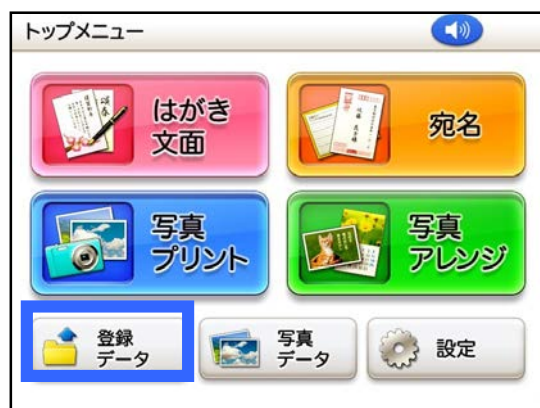 トップメニュー
はがき
文面
宛名
写真
プリント
写真
アレンジ
登録
データ
写真
データ
設定